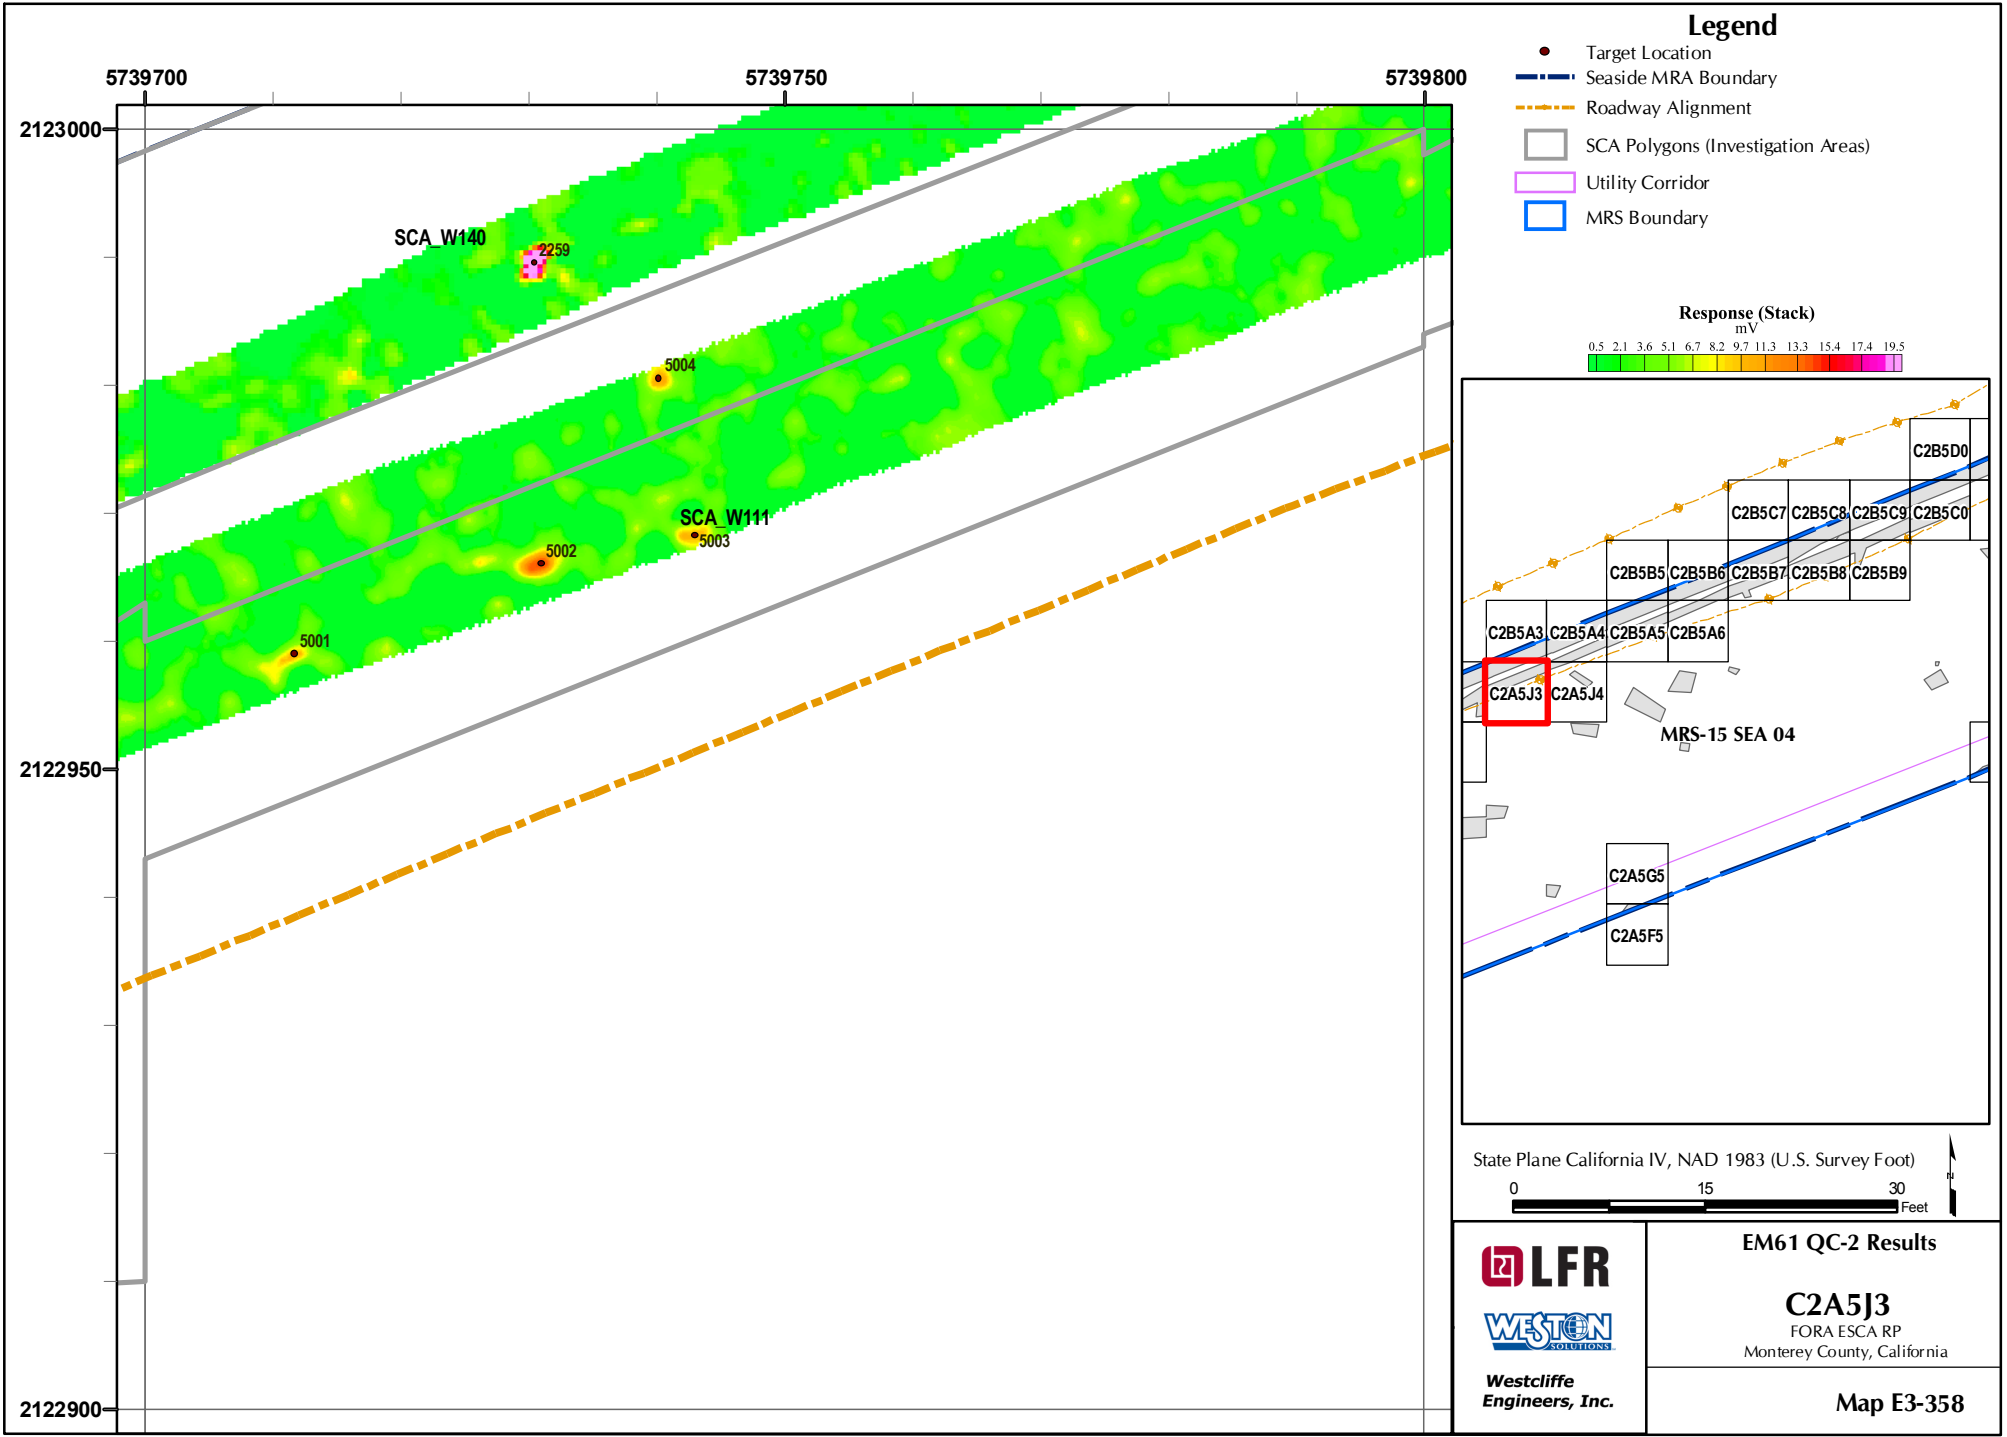 5739700
5739750
5739800
2123000
2122950
2122900
SCA_W140
2259
5004
SCA_W111
5003
5002
5001
Legend
Target Location
Seaside MRA Boundary
Roadway Alignment
SCA Polygons (Investigation Areas)
Utility Corridor
MRS Boundary
Response (Stack)
mV
0.5 2.1 3.6 5.1 6.7 8.2 9.7 11.3 13.3 15.4 17.4 19.5
C2B5D0
C2B5C7 C2B5C8 C2B5C9 C2B5C0
C2B5B5 C2B5B6 C2B5B7 C2B5B8 C2B5B9
C2B5A3 C2B5A4 C2B5A5 C2B5A6
C2A5J3 C2A5J4
MRS-15 SEA 04
C2A5G5
C2A5F5
State Plane California IV, NAD 1983 (U.S. Survey Foot)
N
0 15 30
Feet
LFR
WESTON
SOLUTIONS
Westcliffe
Engineers, Inc.
EM61 QC-2 Results
C2A5J3
FORA ESCA RP
Monterey County, California
Map E3-358